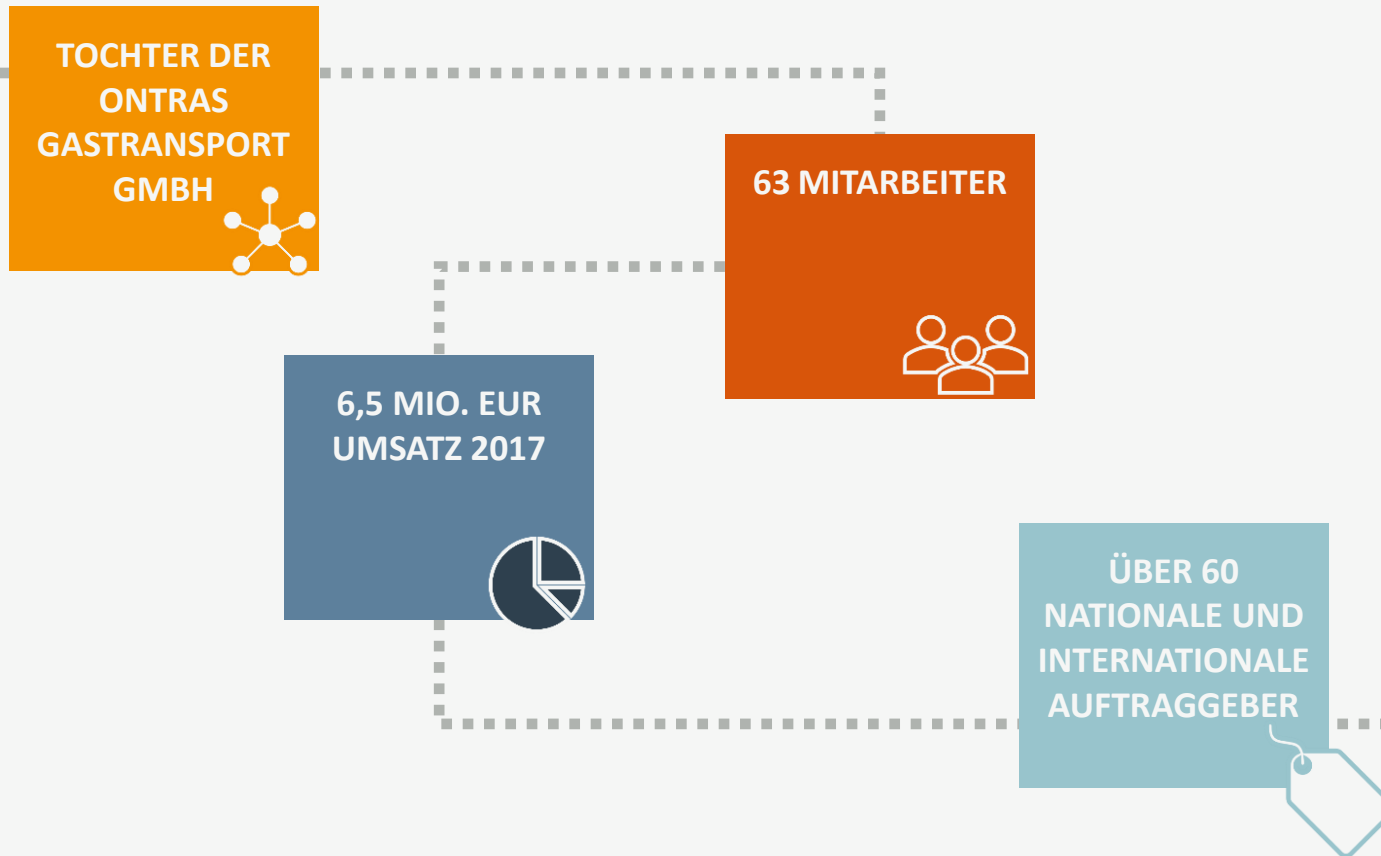 TOCHTER DER
ONTRAS
GASTRANSPORT
GMBH
63 MITARBEITER
6,5 MIO. EUR
UMSATZ 2017
ÜBER 60
NATIONALE UND
INTERNATIONALE
AUFTRAGGEBER